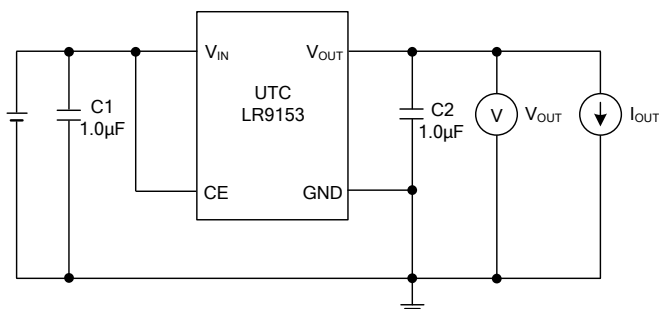 VIN
VOUT
UTC
LR9153
C1
1.0µF
C2
1.0µF
V
VOUT
IOUT
CE
GND